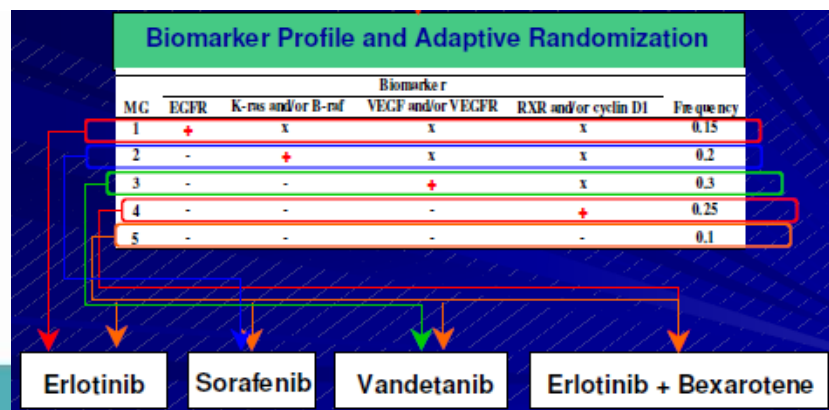 Biomarker Profile and Adaptive Randomization
Biomarker
MG EGFR K-ras and/or B-raf VEGF and/or VEGFR RXR and/or cyclin D1 Frequency
1 + x x x 0.15
2 - + x x 0.2
3 - - + x 0.3
4 - - - + 0.25
5 - - - - 0.1
Erlotinib Sorafenib Vandetanib Erlotinib + Bexarotene